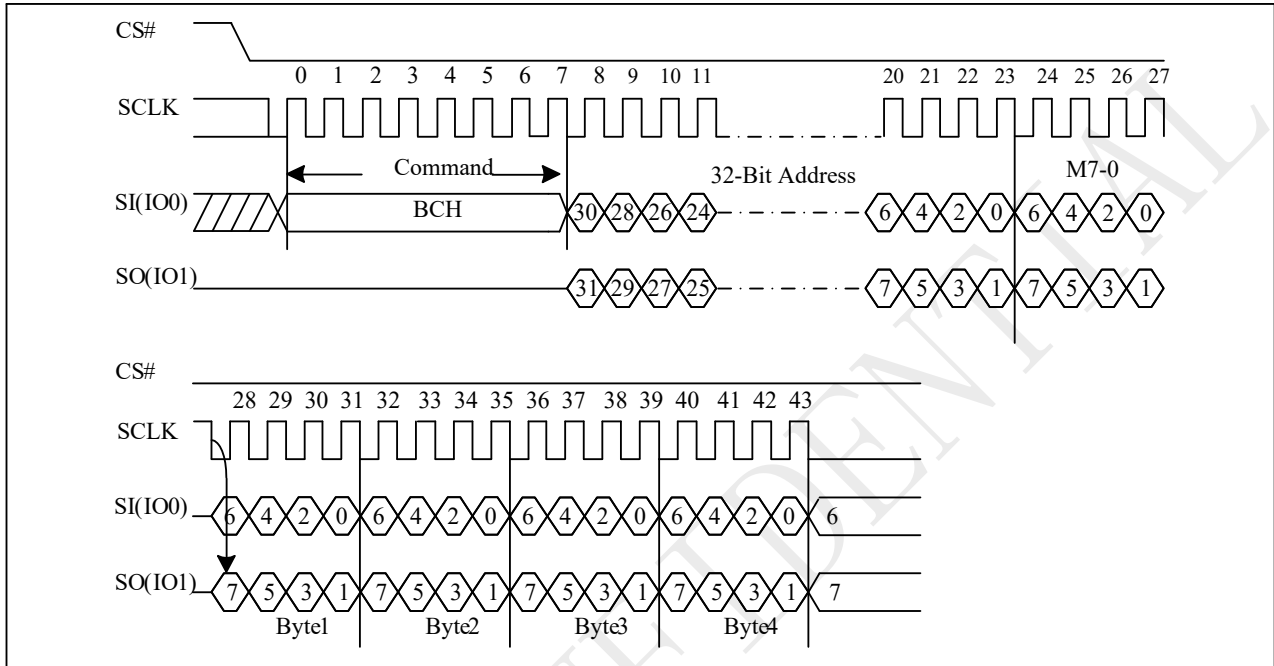 CS#
0 1 2 3 4 5 6 7 8 9 10 11 20 21 22 23 24 25 26 27
SCLK
Command 32-Bit Address M7-0
SI(IO0) BCH 30 28 26 24 6 4 2 0 6 4 2 0
SO(IO1) 31 29 27 25 7 5 3 1 7 5 3 1
CS#
28 29 30 31 32 33 34 35 36 37 38 39 40 41 42 43
SCLK
SI(IO0) 6 4 2 0 6 4 2 0 6 4 2 0 6 4 2 0 6
SO(IO1) 7 5 3 1 7 5 3 1 7 5 3 1 7 5 3 1 7
Byte1 Byte2 Byte3 Byte4
IDENTIAL